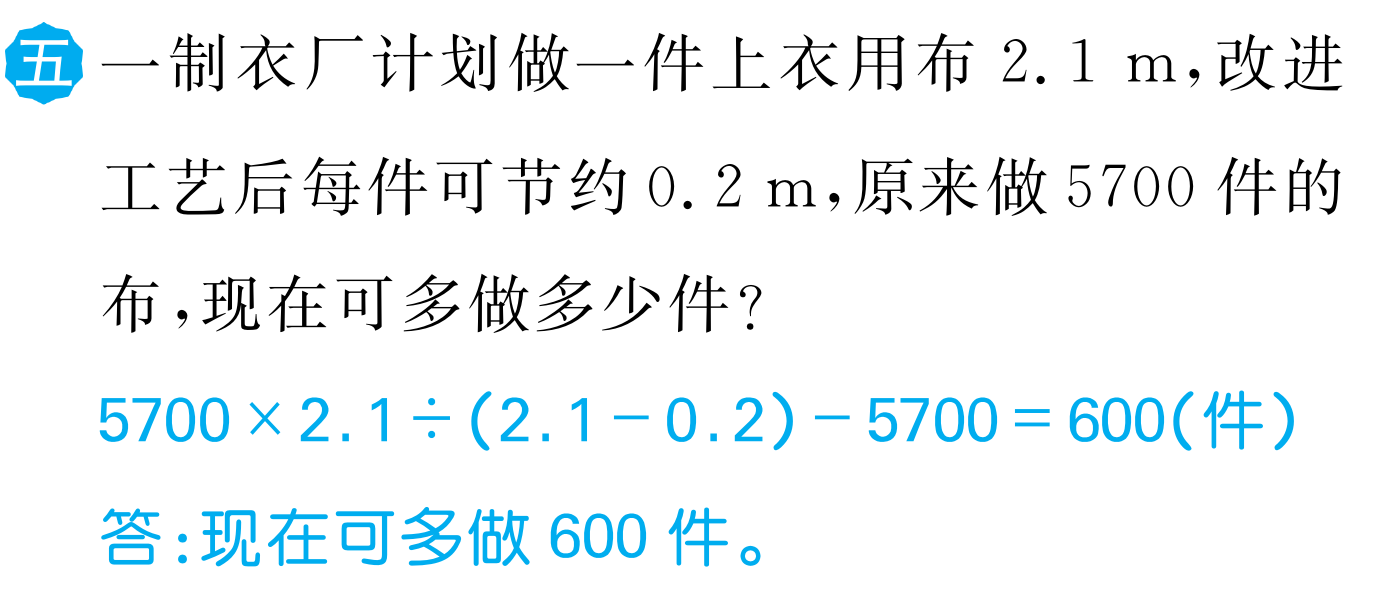 五 一制衣厂计划做一件上衣用布 2.1 m,改进
工艺后每件可节约 0.2 m,原来做 5700 件的
布,现在可多做多少件?
5700×2.1÷(2.1-0.2)-5700=600(件)
答:现在可多做 600 件。